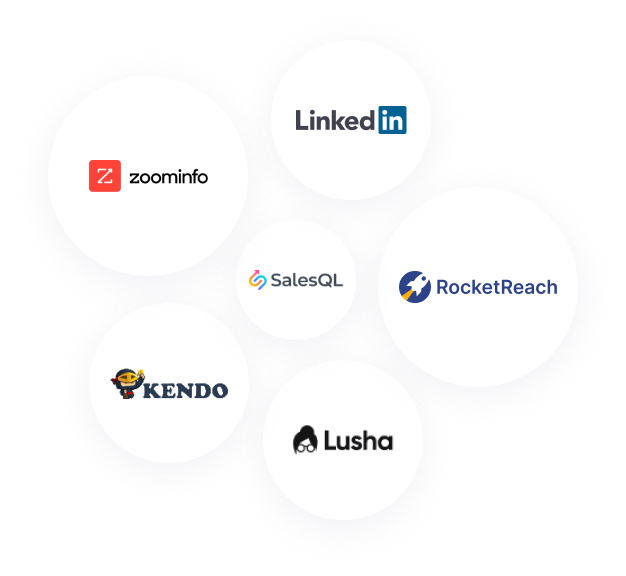 Linkedin
zoominfo
SalesQL
RocketReach
KENDO
Lusha